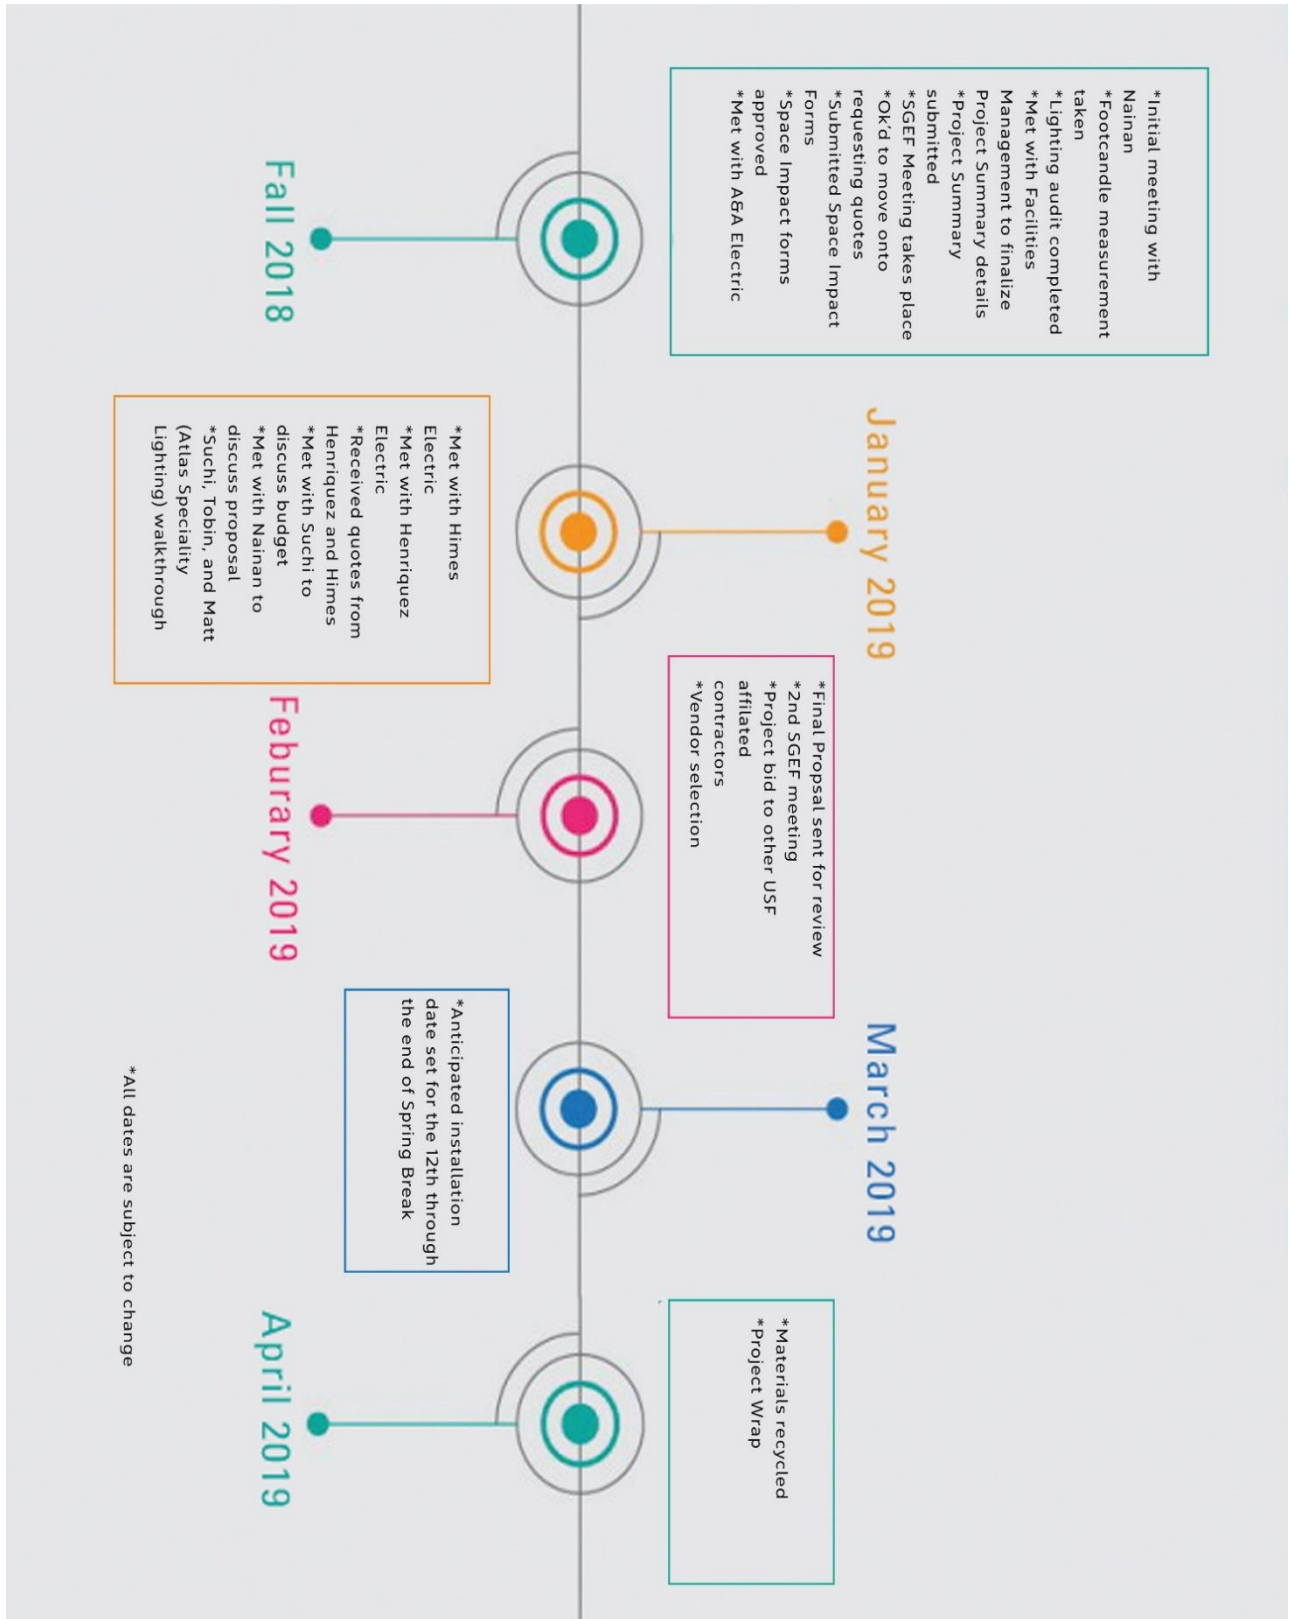 *Initial meeting with
Nainan
*Footcandle measurement
taken
*Lighting audit completed
*Met with Facilities
Management to finalize
Project Summary details
*Project Summary
submitted
*SGEF Meeting takes place
*Ok'd to move onto
requesting quotes
*Submitted Space Impact
Forms
*Space Impact forms
approved
*Met with A&A Electric
Fall 2018
January 2019
*Met with Himes
Electric
*Met with Henriquez
Electric
*Received quotes from
Henriquez and Himes
*Met with Suchi to
discuss budget
*Met with Nainan to
discuss proposal
*Suchi, Tobin, and Matt
(Atlas Speciality
Lighting) walkthrough
*Final Propsal sent for review
*2nd SGEF meeting
*Project bid to other USF
affilated
contractors
*Vendor selection
Feburary 2019
March 2019
*Anticipated installation
date set for the 12th through
the end of Spring Break
*Materials recycled
*Project Wrap
April 2019
*All dates are subject to change